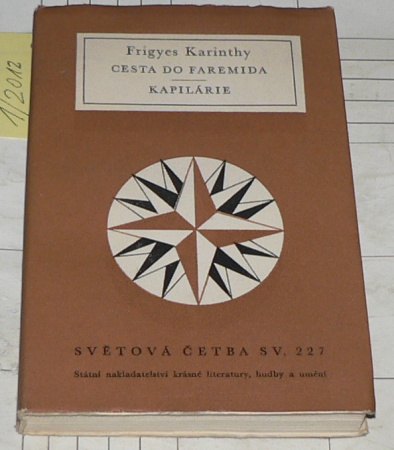 1/2012
Frigyes Karinthy
CESTA DO FAREMIDA
KAPILÁRIE
SVĚTOVÁ ČETBA SV. 227
Státní nakladatelství krásné literatury, hudby a umění